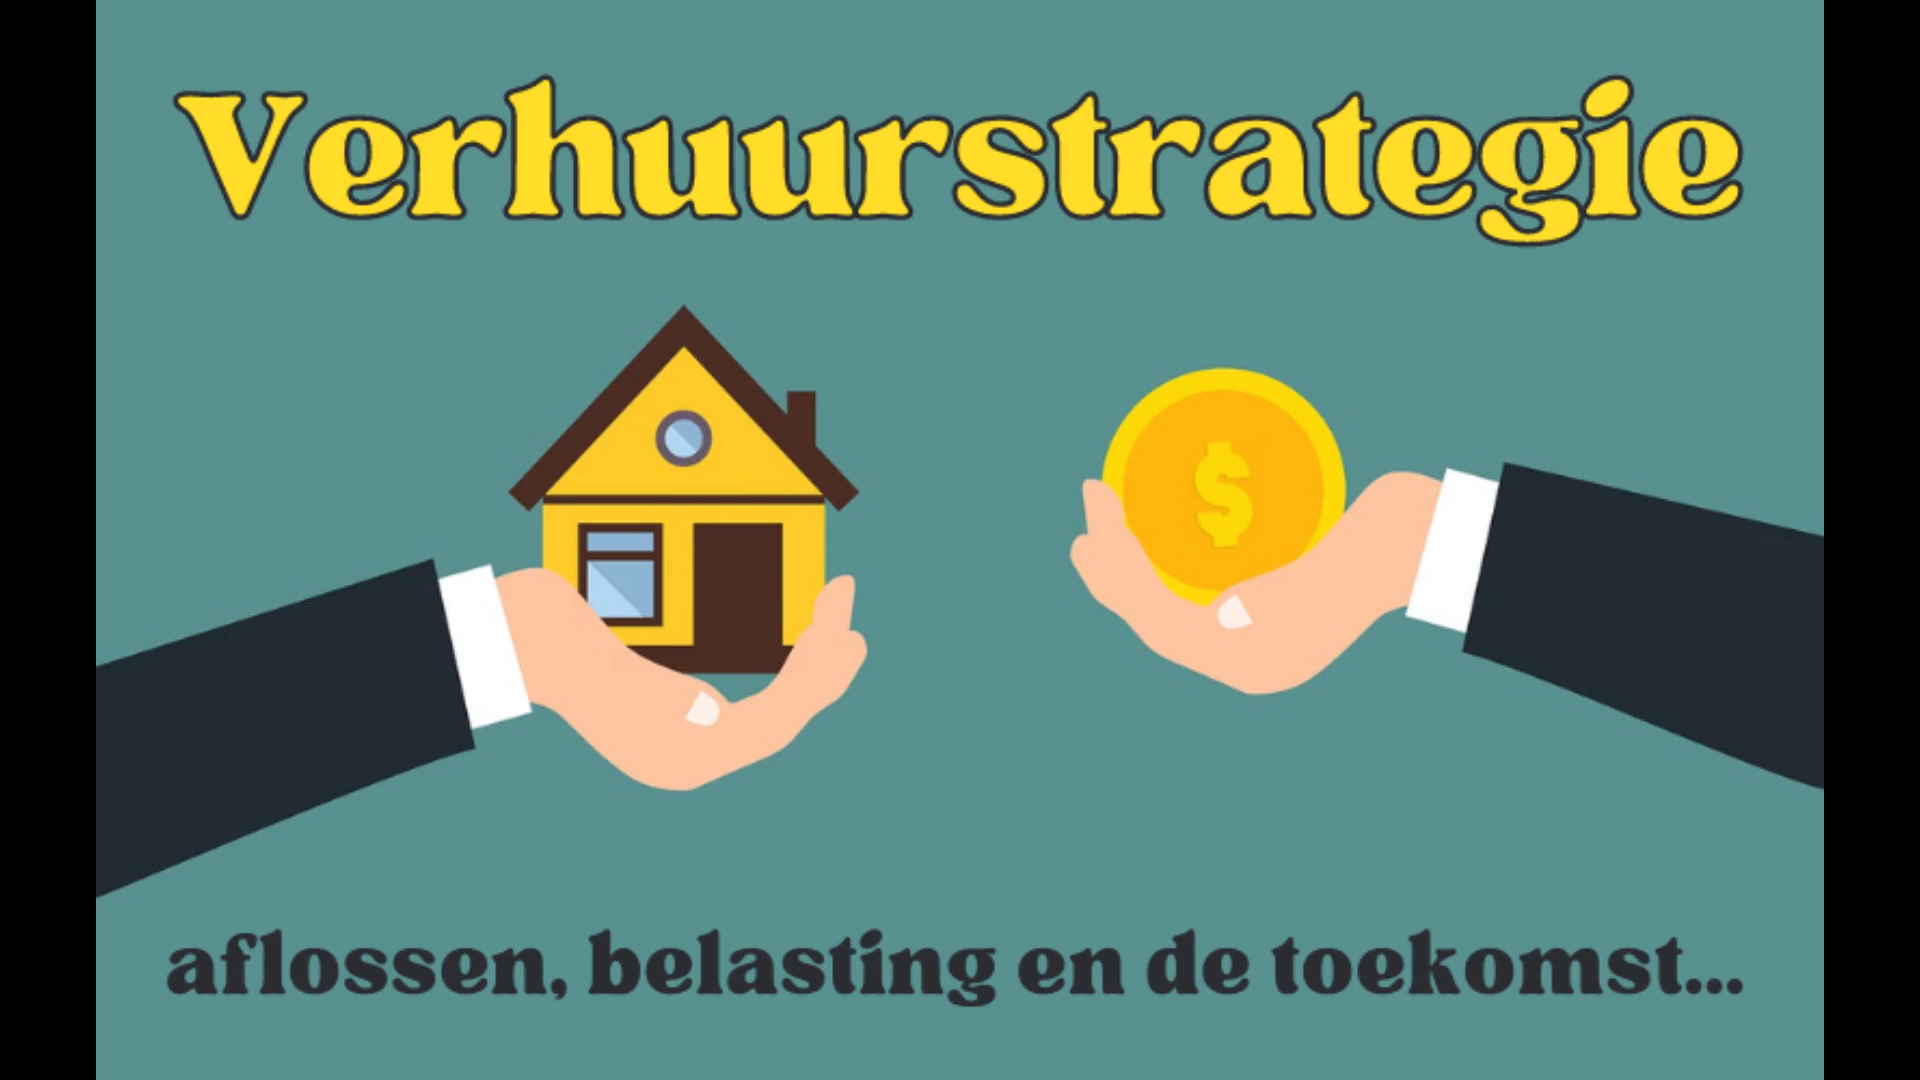 Verhuurstrategie
$
aflossen, belasting en de toekomst...